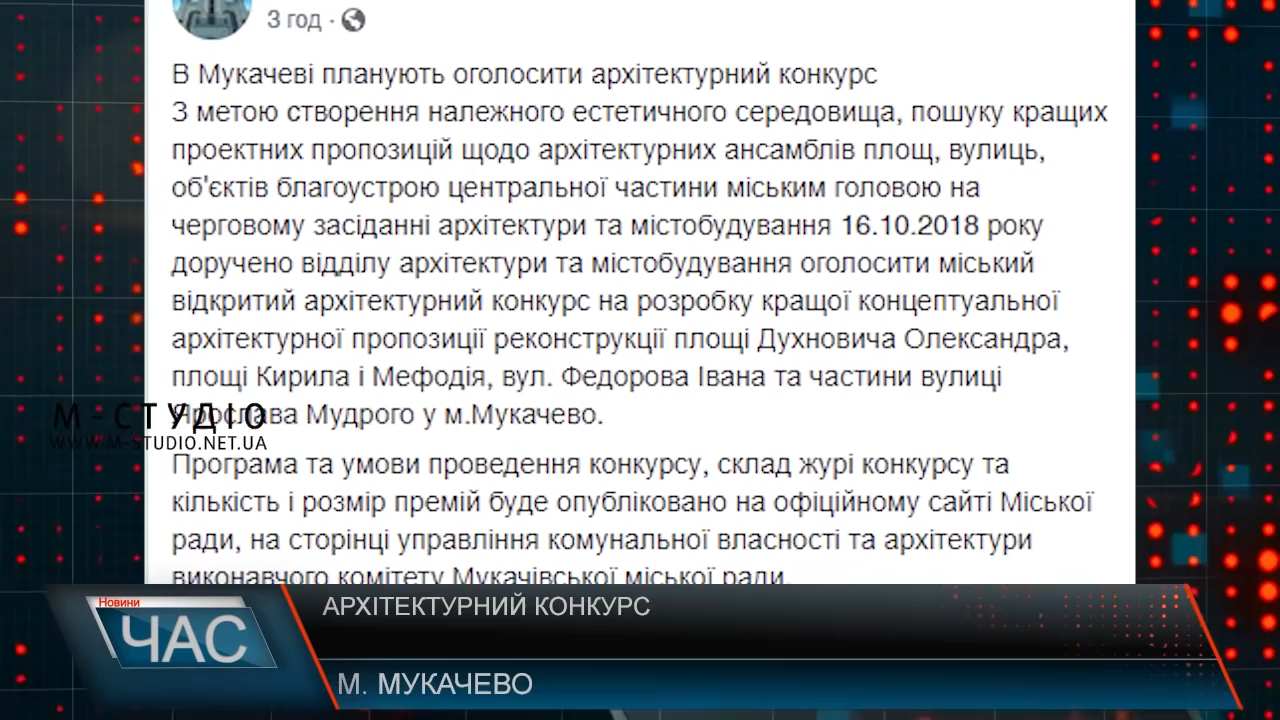 3 год ·
В Мукачеві планують оголосити архітектурний конкурс
З метою створення належного естетичного середовища, пошуку кращих
проектних пропозицій щодо архітектурних ансамблів площ, вулиць,
об'єктів благоустрою центральної частини міським головою на
черговому засіданні архітектури та містобудування 16.10.2018 року
доручено відділу архітектури та містобудування оголосити міський
відкритий архітектурний конкурс на розробку кращої концептуальної
архітектурної пропозиції реконструкції площі Духновича Олександра,
площі Кирила і Мефодія, вул. Федорова Івана та частини вулиці
Ярослава Мудрого у м.Мукачево.
М-СТУДІО
WWW.M-STUDIO.NET.UA
Програма та умови проведення конкурсу, склад журі конкурсу та
кількість і розмір премій буде опубліковано на офіційному сайті Міської
ради, на сторінці управління комунальної власності та архітектури
виконавчого комітету Мукачівської міської ради.
Новини
ЧАС
АРХІТЕКТУРНИЙ КОНКУРС
М. МУКАЧЕВО